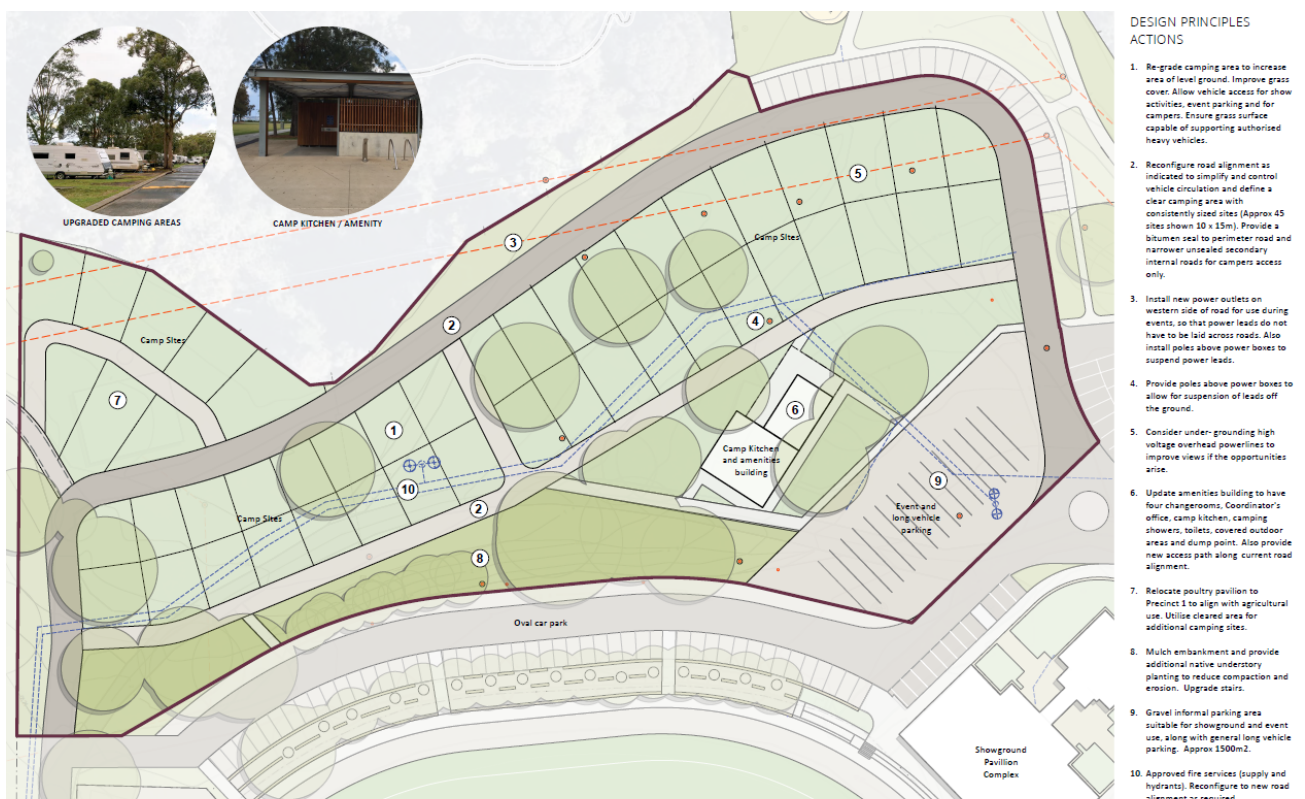 DESIGN PRINCIPLES
ACTIONS
1. Re-grade camping area to increase
area of level ground. Improve grass
cover. Allow vehicle access for show
activities, event parking and for
campers. Ensure grass surface
capable of supporting authorised
heavy vehicles.
2. Reconfigure road alignment as
indicated to simplify and control
vehicle circulation and define a
clear camping area with
consistently sized sites (Approx 45
sites shown 10 x 15m). Provide a
bitumen seal to perimeter road and
narrower unsealed secondary
internal roads for campers access
only.
3. Install new power outlets on
western side of road for use during
events, so that power leads do not
have to be laid across roads. Also
install poles above power boxes to
suspend power leads.
4. Provide poles above power boxes to
allow for suspension of leads off
the ground.
5. Consider under- grounding high
voltage overhead powerlines to
improve views if the opportunities
arise.
6. Update amenities building to have
four changerooms, Coordinator's
office, camp kitchen, camping
showers, toilets, covered outdoor
areas and dump point. Also provide
new access path along current road
alignment.
7. Relocate poultry pavilion to
Precinct 1 to align with agricultural
use. Utilise cleared area for
additional camping sites.
8. Mulch embankment and provide
additional native understory
planting to reduce compaction and
erosion. Upgrade stairs.
9. Gravel informal parking area
suitable for showground and event
use, along with general long vehicle
parking. Approx 1500m2.
10. Approved fire services (supply and
hydrants). Reconfigure to new road
alignment as required
UPGRADED CAMPING AREAS
CAMP KITCHEN / AMENITY
5
Camp Sites
3
2
4
Camp Sites
7
6
1
Camp Kitchen
and amenities
building
10
9
2
Camp Sites
Event and
long vehicle
parking
8
Oval car park
Showground
Pavilion
Complex